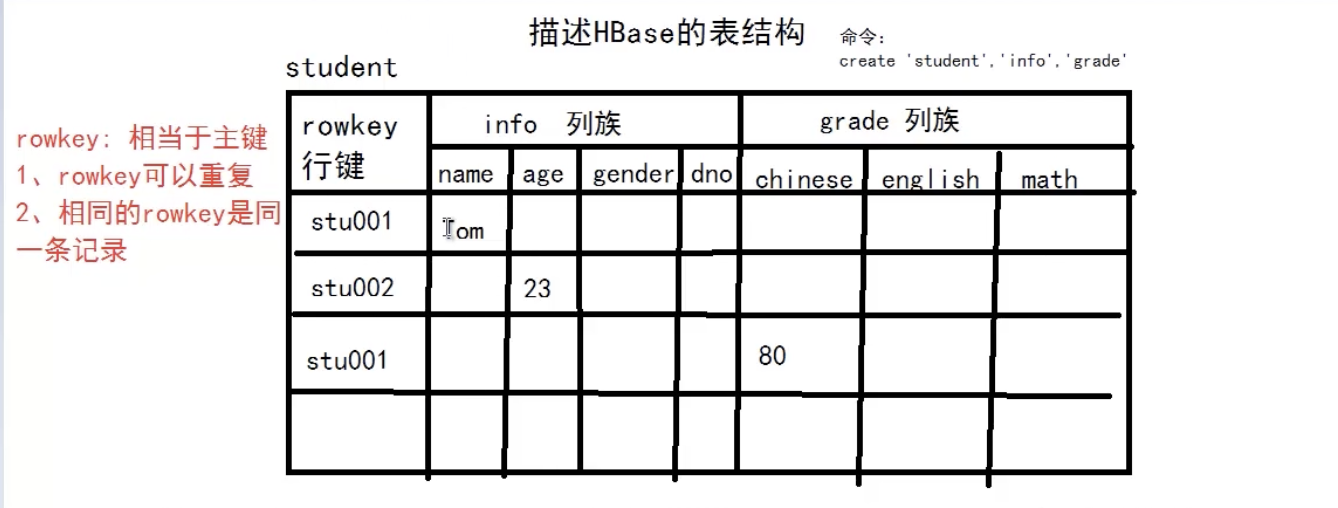 描述HBase的表结构
命令:
create 'student','info','grade'
student
rowkey: 相当于主键
1、rowkey可以重复
2、相同的rowkey是同
一条记录
rowkey
行键
info 列族
grade 列族
name age gender dno chinese english math
stu001 Tom
stu002 23
stu001 80